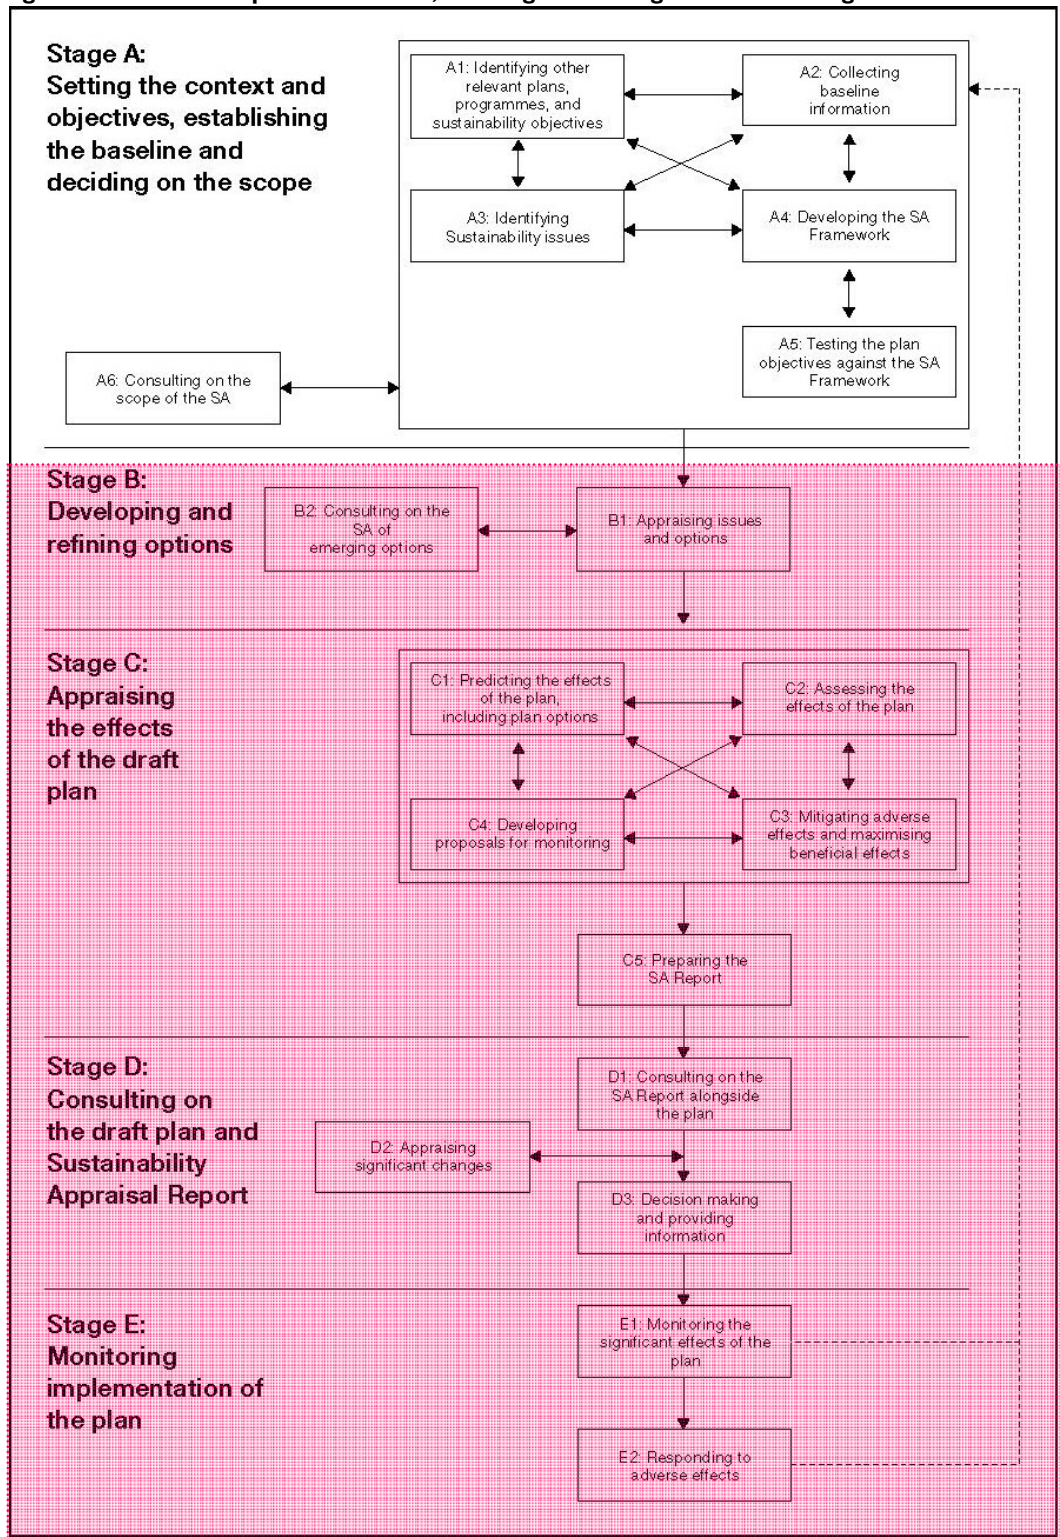 Stage A:
Setting the context and
objectives, establishing
the baseline and
deciding on the scope
A1: Identifying other
relevant plans,
programmes, and
sustainability objectives
A2: Collecting
baseline
information
A3: Identifying
Sustainability issues
A4: Developing the SA
Framework
A5: Testing the plan
objectives against the SA
Framework
A6: Consulting on the
scope of the SA
Stage B:
Developing and
refining options
B2: Consulting on the
SA of
emerging options
B1: Appraising issues
and options
Stage C:
Appraising
the effects
of the draft
plan
C1: Predicting the effects
of the plan,
including plan options
C2: Assessing the
effects of the plan
C4: Developing
proposals for monitoring
C3: Mitigating adverse
effects and maximising
beneficial effects
C5: Preparing the
SA Report
Stage D:
Consulting on
the draft plan and
Sustainability
Appraisal Report
D1: Consulting on the
SA Report alongside
the plan
D2: Appraising
significant changes
D3: Decision making
and providing
information
Stage E:
Monitoring
implementation of
the plan
E1: Monitoring the
significant effects of the
plan
E2: Responding to
adverse effects